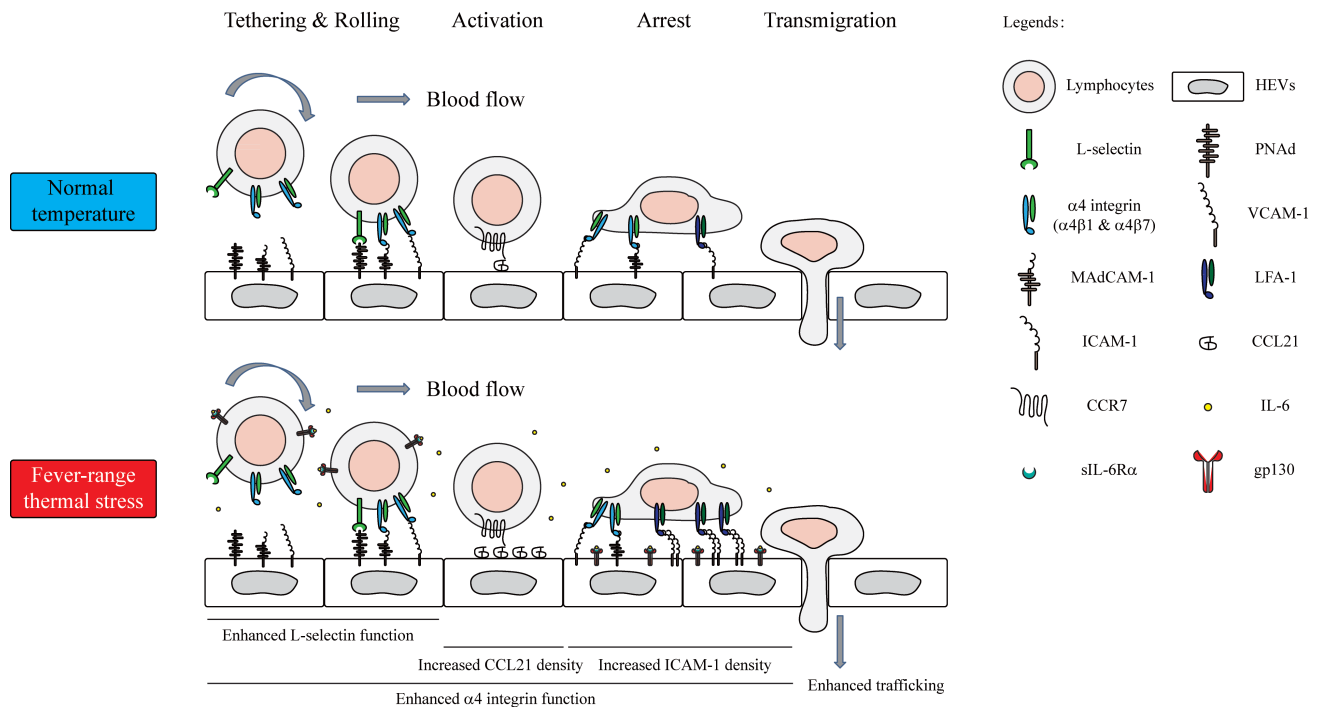 Tethering & Rolling
Activation
Arrest
Transmigration
Legends:
Blood flow
Normal
temperature
Lymphocytes
HEVs
L-selectin
PNAd
α4 integrin
(α4β1 & α4β7)
VCAM-1
MAdCAM-1
LFA-1
ICAM-1
CCL21
CCR7
IL-6
sIL-6Rα
gp130
Blood flow
Fever-range
thermal stress
Enhanced L-selectin function
Increased CCL21 density
Increased ICAM-1 density
Enhanced trafficking
Enhanced α4 integrin function